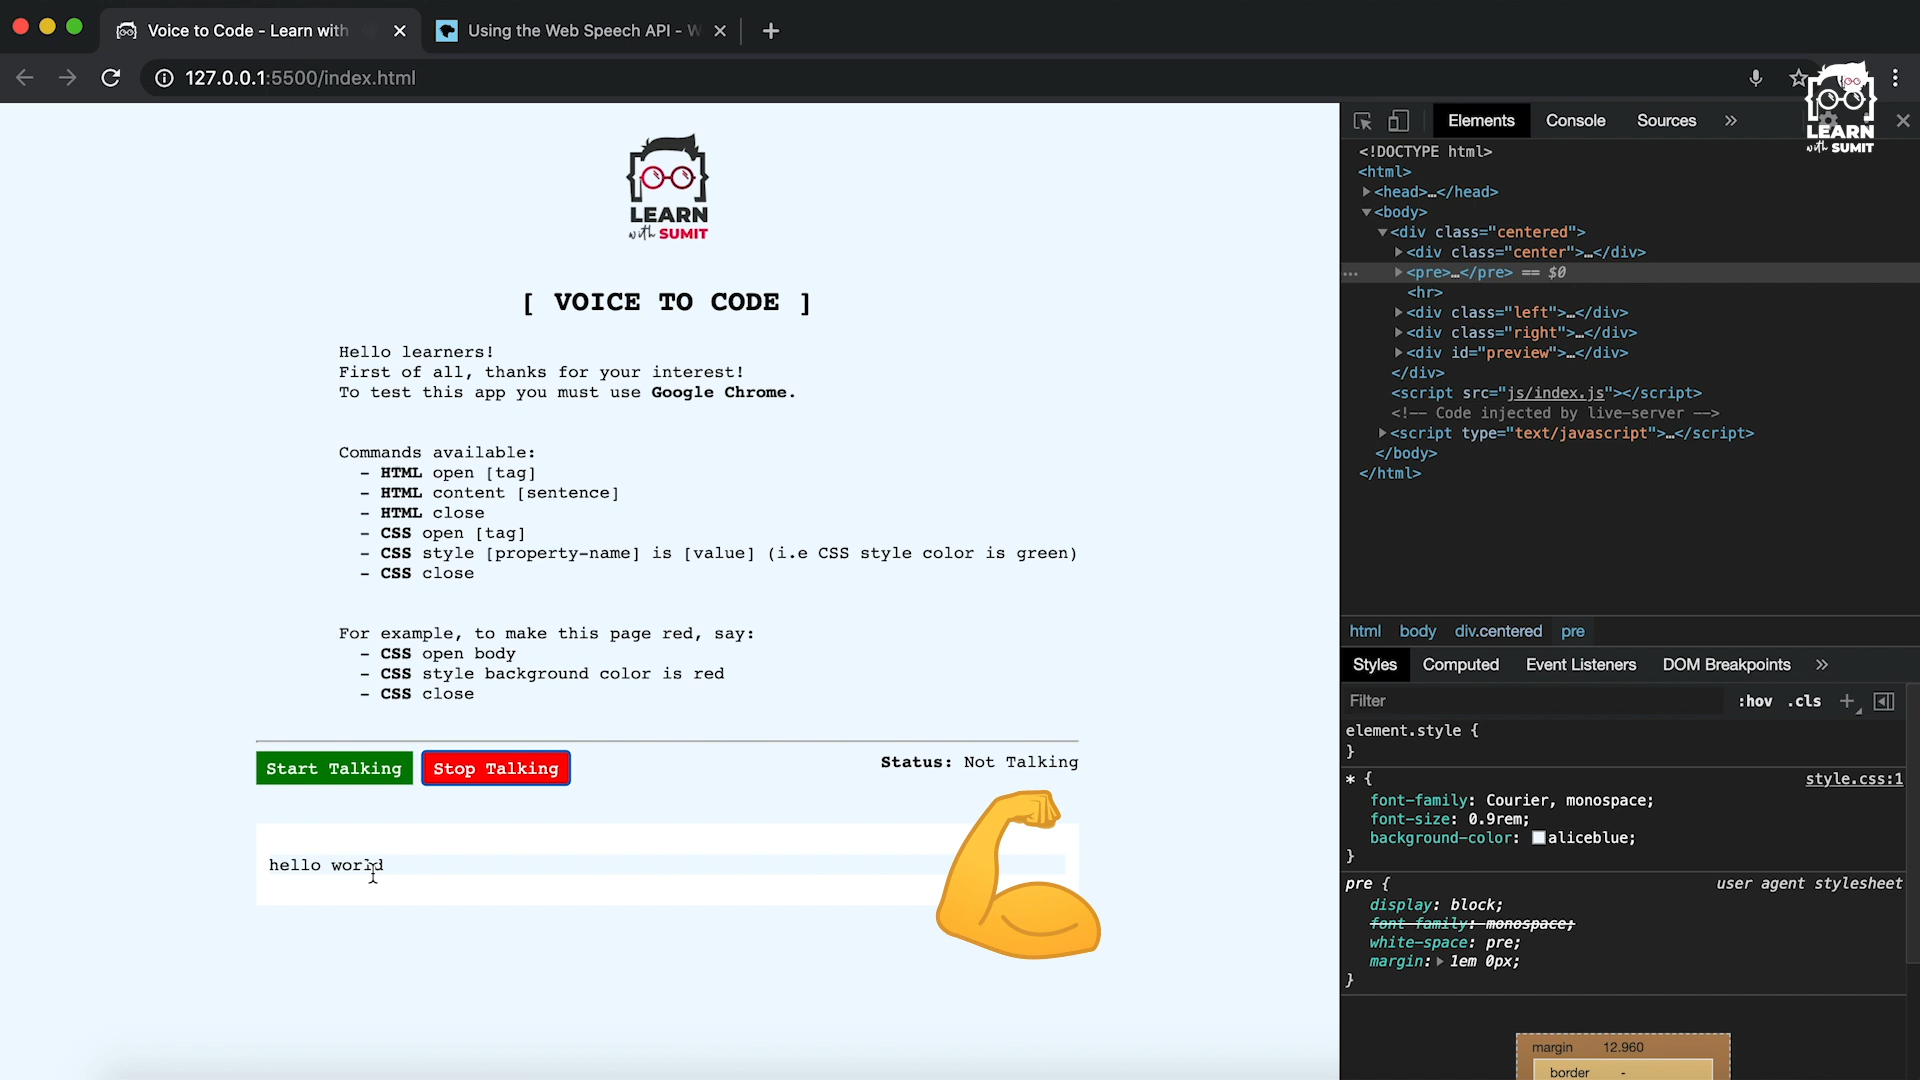 Voice to Code - Learn with
Using the Web Speech API - W
127.0.0.1:5500/index.html
LEARN
with SUMIT
[ VOICE TO CODE ]
Hello learners!
First of all, thanks for your interest!
To test this app you must use Google Chrome.
Commands available:
- HTML open [tag]
- HTML content [sentence]
- HTML close
- CSS open [tag]
- CSS style [property-name] is [value] (i.e CSS style color is green)
- CSS close
For example, to make this page red, say:
- CSS open body
- CSS style background color is red
- CSS close
Start Talking Stop Talking Status: Not Talking
hello world
Elements Console Sources »
LEARN
with SUMIT
<!DOCTYPE html>
<html>
<head>…</head>
<body>
<div class="centered">
<div class="center">…</div>
<pre>…</pre> == $0
<hr>
<div class="left">…</div>
<div class="right">…</div>
<div id="preview">…</div>
</div>
<script src="js/index.js"></script>
<!-- Code injected by live-server -->
<script type="text/javascript">…</script>
</body>
</html>
html body div.centered pre
Styles Computed Event Listeners DOM Breakpoints »
Filter :hov .cls +
element.style {
}
* { style.css:1
font-family: Courier, monospace;
font-size: 0.9rem;
background-color: aliceblue;
}
pre { user agent stylesheet
display: block;
font-family: monospace;
white-space: pre;
margin: 1em 0px;
}
margin 12.960
border -